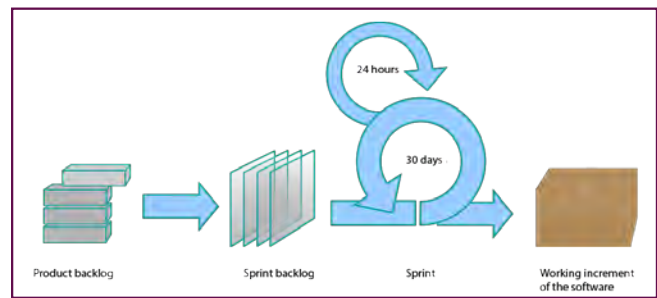 24 hours
30 days
Product backlog
Sprint backlog
Sprint
Working increment
of the software